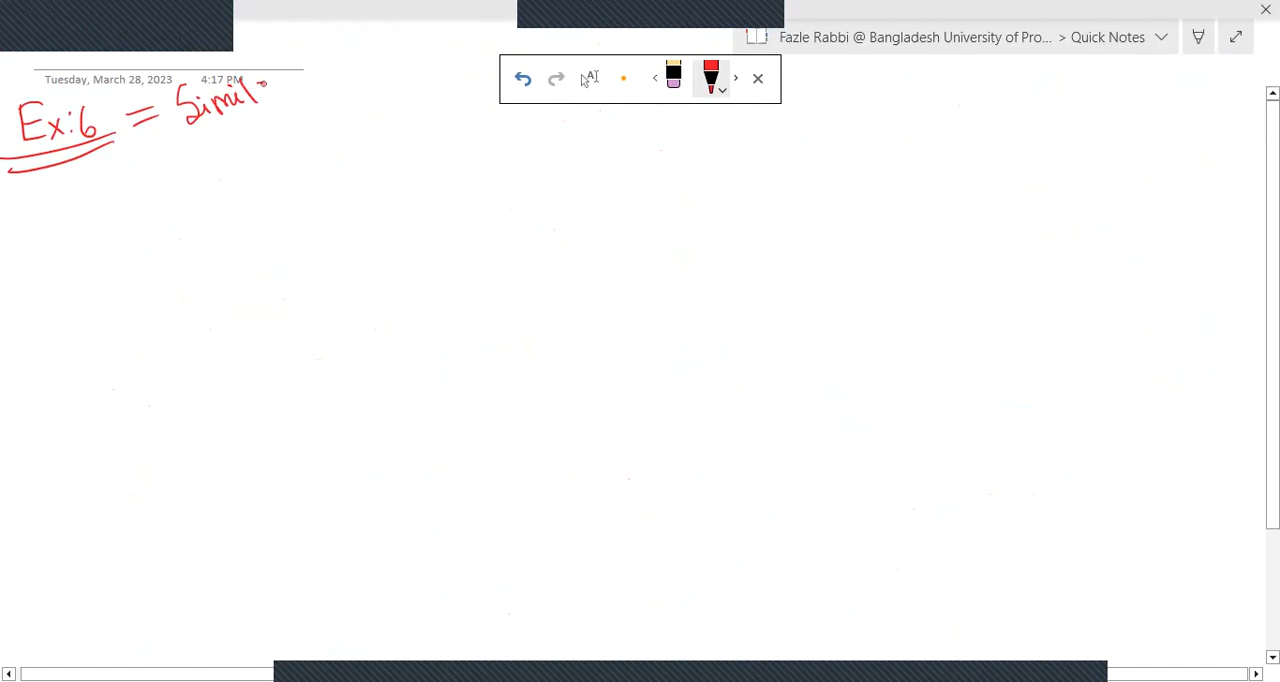 Fazle Rabbi @ Bangladesh University of Pro... > Quick Notes
Tuesday, March 28, 2023 4:17 PM
Ex:6 = Simil